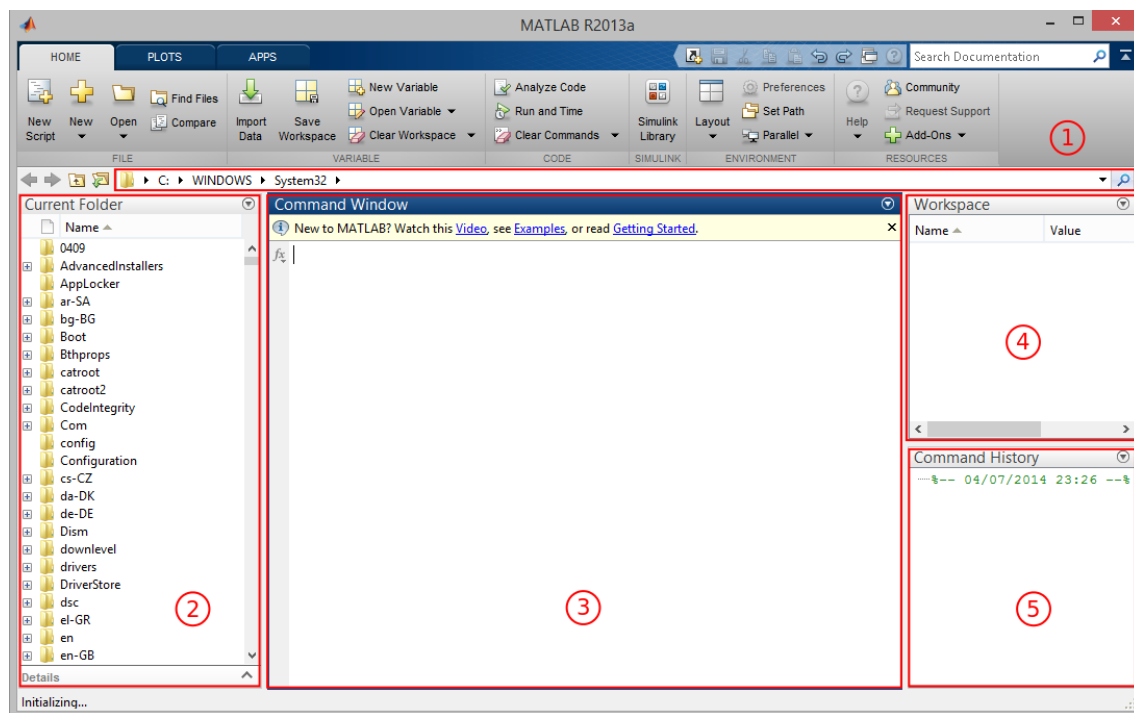 MATLAB R2013a
HOME PLOTS APPS Search Documentation
New Script New Open Find Files Compare
Import Data Save Workspace New Variable Open Variable Clear Workspace
Analyze Code Run and Time Clear Commands
Simulink Library
Layout Preferences Set Path Parallel
Help Community Request Support Add-Ons
1
FILE VARIABLE CODE SIMULINK ENVIRONMENT RESOURCES
C: WINDOWS System32
Current Folder
Name
0409
AdvancedInstallers
AppLocker
ar-SA
bg-BG
Boot
Bthprops
catroot
catroot2
CodeIntegrity
Com
config
Configuration
cs-CZ
da-DK
de-DE
Dism
downlevel
drivers
DriverStore
dsc
el-GR
en
en-GB
2
Details
Command Window
New to MATLAB? Watch this Video, see Examples, or read Getting Started.
fx
3
Workspace
Name Value
4
Command History
%-- 04/07/2014 23:26 --%
5
Initializing...